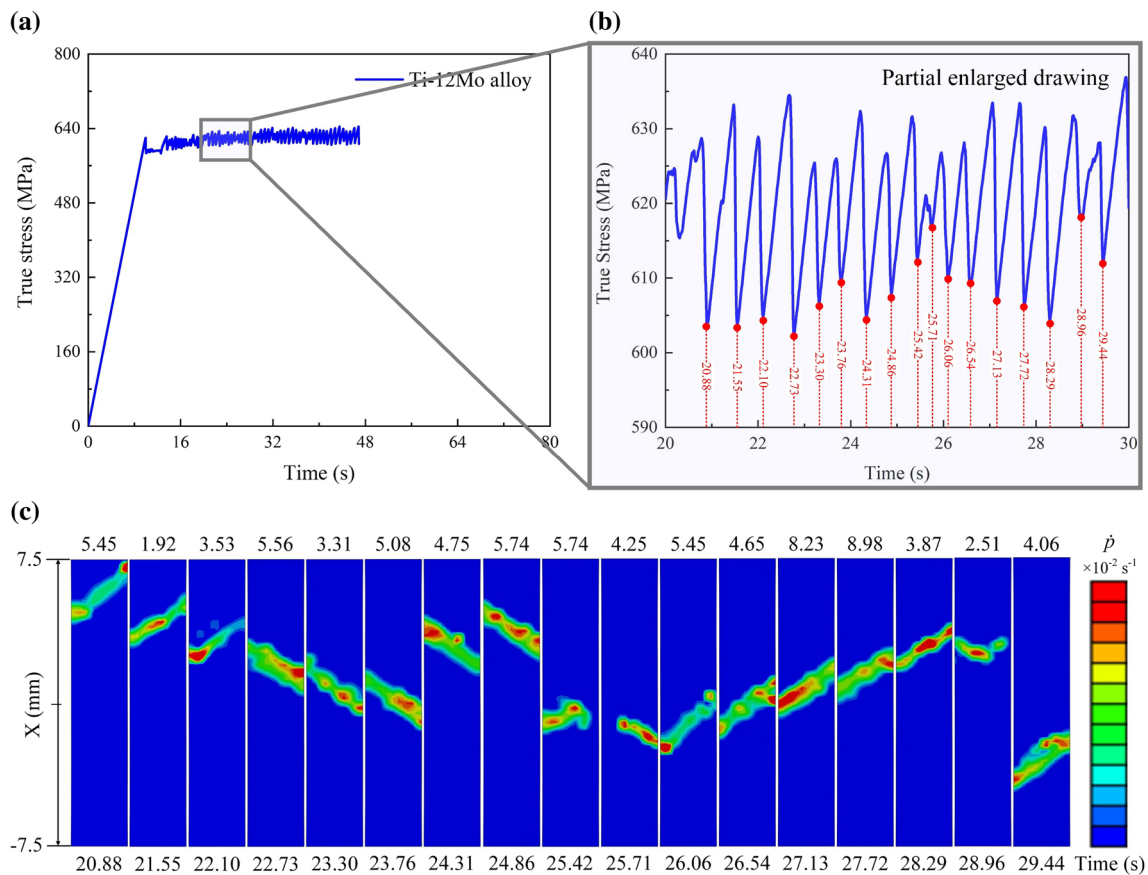 (a)
(b)
800
640
480
320
160
0
True stress (MPa)
0 16 32 48 64 80
Time (s)
Ti-12Mo alloy
Partial enlarged drawing
640
630
620
610
600
590
True Stress (MPa)
20.88
21.55
22.10
22.73
23.30
23.76
24.31
24.86
25.42
25.71
26.06
26.54
27.13
27.72
28.29
28.96
29.44
20 22 24 26 28 30
Time (s)
(c)
5.45 1.92 3.53 5.56 3.31 5.08 4.75 5.74 5.74 4.25 5.45 4.65 8.23 8.98 3.87 2.51 4.06 ṗ
×10⁻² s⁻¹
7.5
X (mm)
-7.5
20.88 21.55 22.10 22.73 23.30 23.76 24.31 24.86 25.42 25.71 26.06 26.54 27.13 27.72 28.29 28.96 29.44 Time (s)